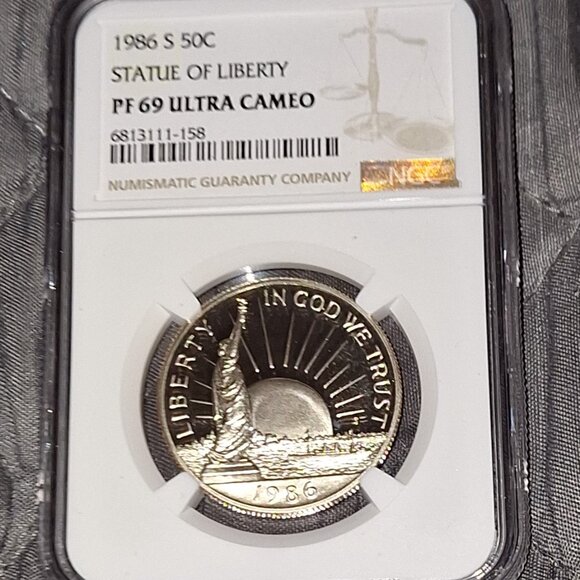 1986 S 50C
STATUE OF LIBERTY
PF 69 ULTRA CAMEO
6813111-158
NUMISMATIC GUARANTY COMPANY
NGC
LIBERTY
IN GOD WE TRUST
1986